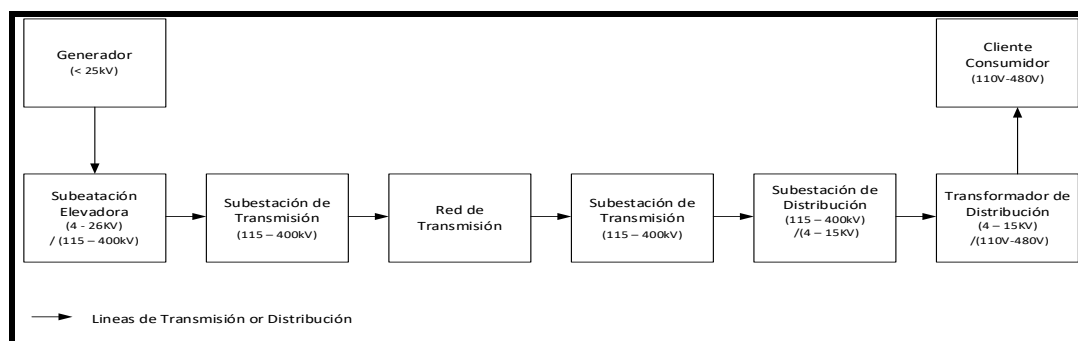 Generador
(< 25kV)
Cliente
Consumidor
(110V-480V)
Subeatación
Elevadora
(4 - 26KV)
/ (115 – 400kV)
Subestación de
Transmisión
(115 – 400kV)
Red de
Transmisión
Subestación de
Transmisión
(115 – 400kV)
Subestación de
Distribución
(115 – 400kV)
/(4 – 15KV)
Transformador de
Distribución
(4 – 15KV)
/(110V-480V)
Lineas de Transmisión or Distribución